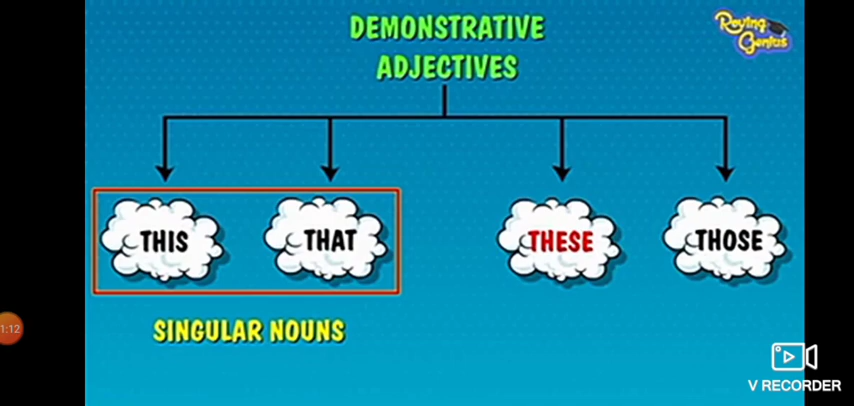 DEMONSTRATIVE
ADJECTIVES
Roving
Genius
THIS
THAT
THESE
THOSE
SINGULAR NOUNS
1:12
V RECORDER